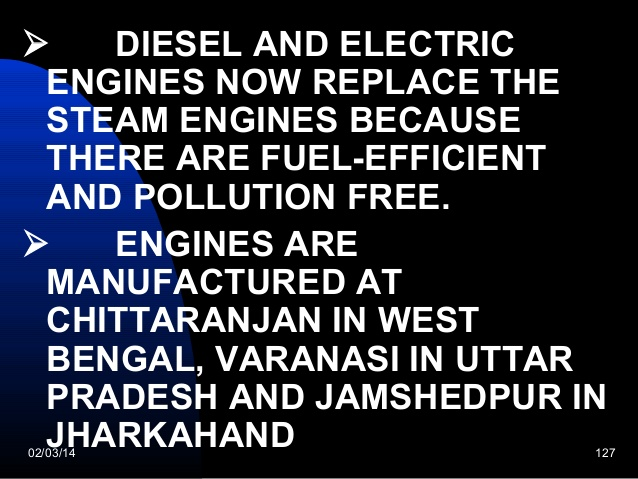 ➢ DIESEL AND ELECTRIC
ENGINES NOW REPLACE THE
STEAM ENGINES BECAUSE
THERE ARE FUEL-EFFICIENT
AND POLLUTION FREE.
➢ ENGINES ARE
MANUFACTURED AT
CHITTARANJAN IN WEST
BENGAL, VARANASI IN UTTAR
PRADESH AND JAMSHEDPUR IN
JHARKAHAND
02/03/14 127